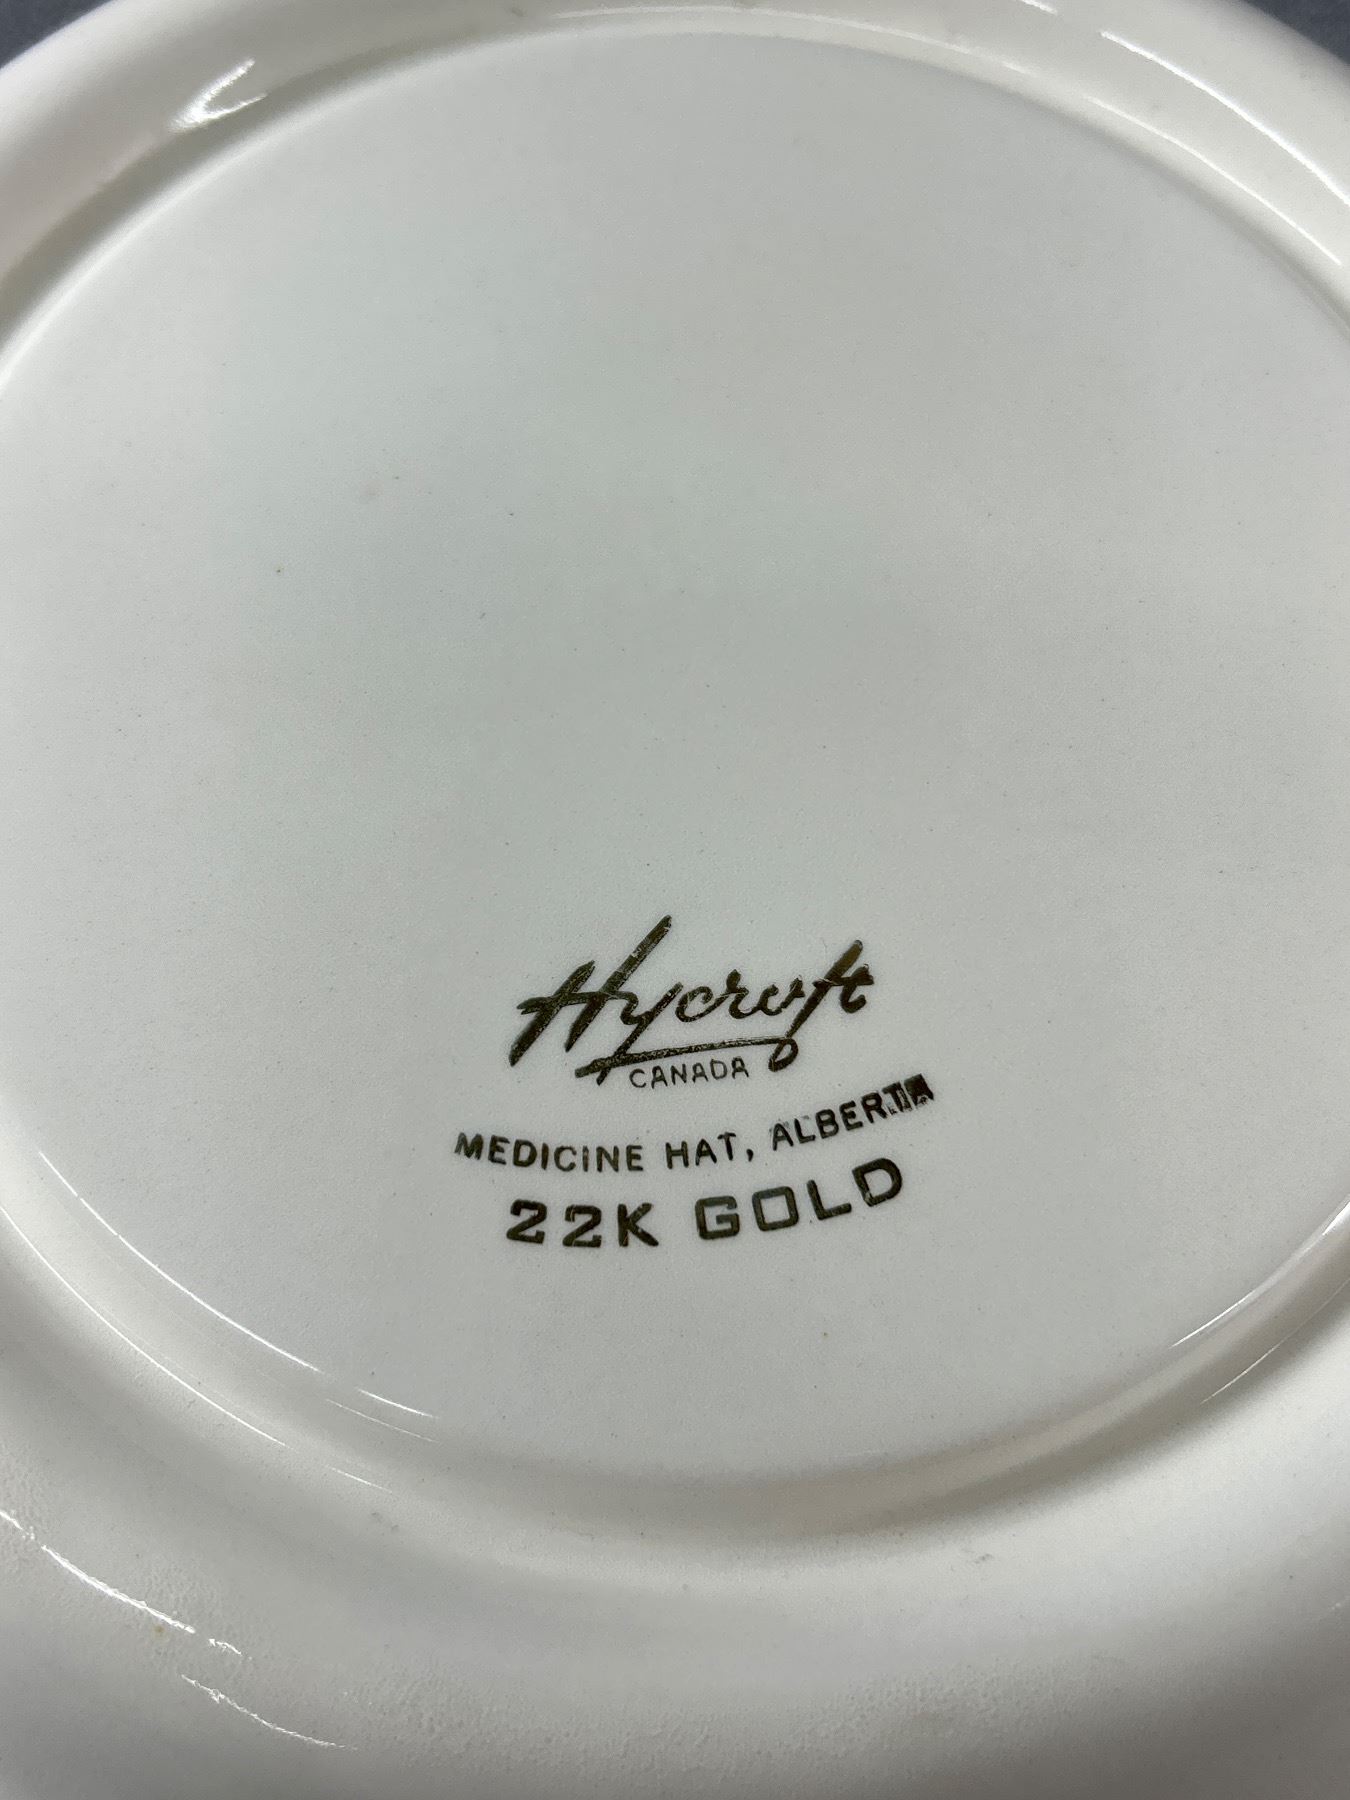 Hycroft
CANADA
MEDICINE HAT, ALBERTA
22K GOLD